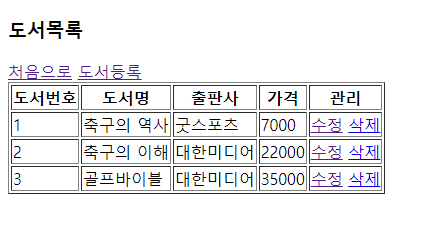 도서목록
처음으로 도서등록
도서번호 도서명 출판사 가격 관리
1 축구의 역사 굿스포츠 7000 수정 삭제
2 축구의 이해 대한미디어 22000 수정 삭제
3 골프바이블 대한미디어 35000 수정 삭제